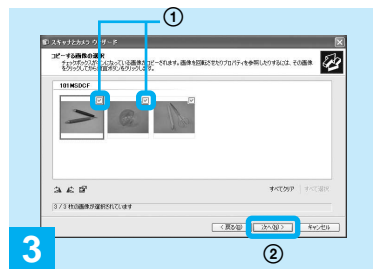 ①
スキャナとカメラ ウィザード
コピーする画像の選択
チェックボックスがオンになっている画像がコピーされます。画像を回転させたりプロパティを参照したりするには、その画像
をクリックしてから適当なボタンをクリックします。
101MSDCF
すべてクリア すべて選択
3 / 3 枚の画像が選択されています
< 戻る(B) 次へ(N) > キャンセル
3
②